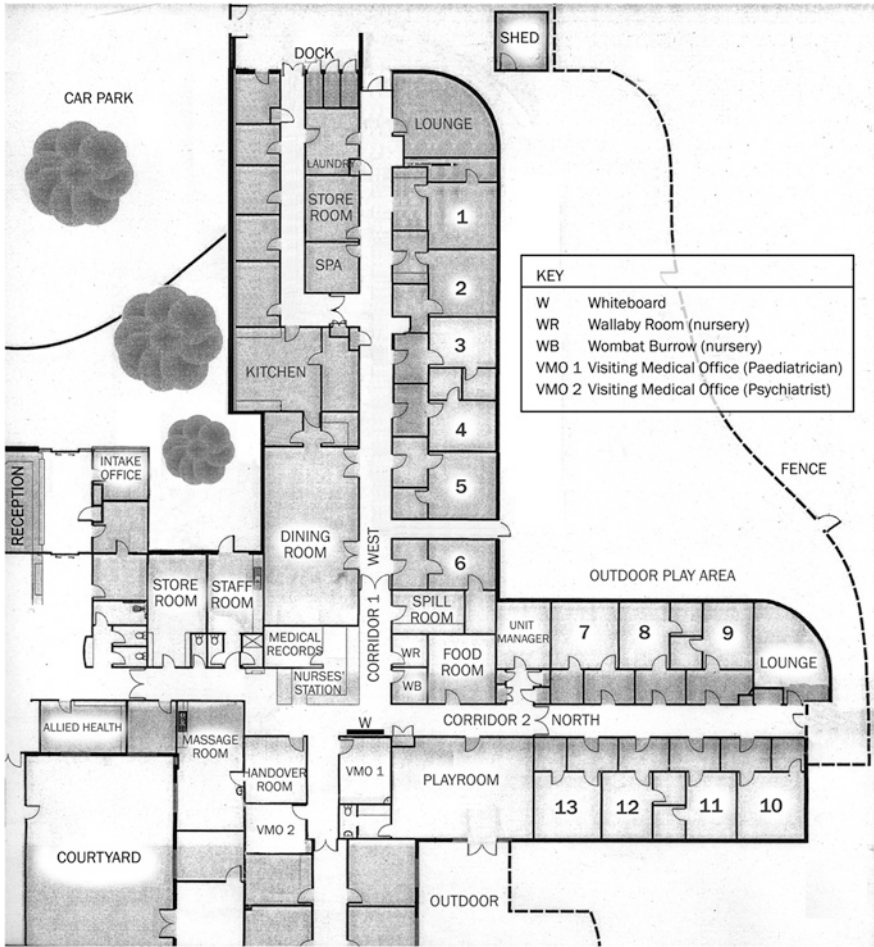 SHED
DOCK
CAR PARK
LOUNGE
LAUNDRY
STORE
ROOM
1
SPA
2
KEY
W Whiteboard
WR Wallaby Room (nursery)
WB Wombat Burrow (nursery)
VMO 1 Visiting Medical Office (Paediatrician)
VMO 2 Visiting Medical Office (Psychiatrist)
3
KITCHEN
4
INTAKE
OFFICE
RECEPTION
5
FENCE
DINING
ROOM
CORRIDOR 1 WEST
6
OUTDOOR PLAY AREA
STORE
ROOM
STAFF
ROOM
SPILL
ROOM
UNIT
MANAGER
7
8
9
MEDICAL
RECORDS
WR
FOOD
ROOM
LOUNGE
NURSES'
STATION
WB
ALLIED HEALTH
W
CORRIDOR 2 NORTH
MASSAGE
ROOM
HANDOVER
ROOM
VMO 1
PLAYROOM
13
12
11
10
VMO 2
COURTYARD
OUTDOOR